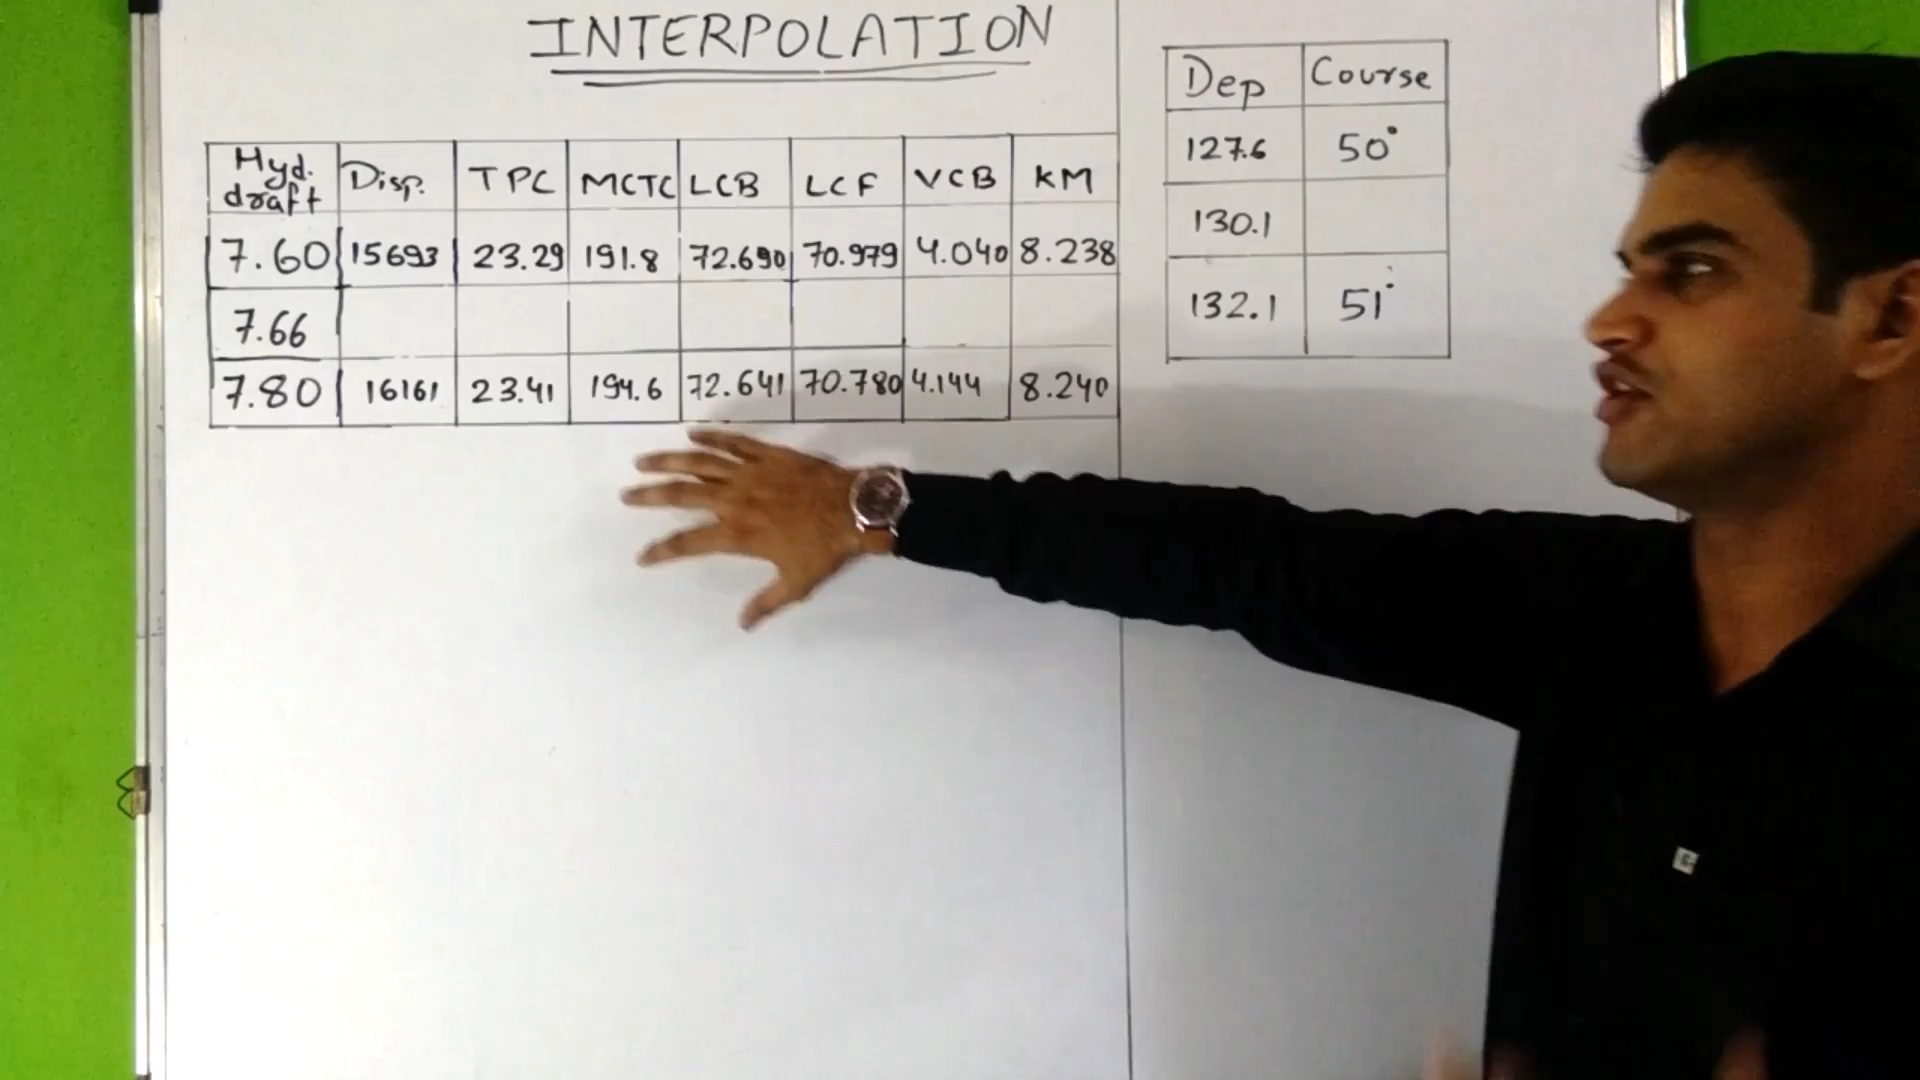 INTERPOLATION
Hyd. draft Disp. TPC MCTC LCB LCF VCB KM
7.60 15693 23.29 191.8 72.690 70.979 4.040 8.238
7.66
7.80 16161 23.41 194.6 72.641 70.780 4.144 8.240
Dep Course
127.6 50°
130.1
132.1 51°